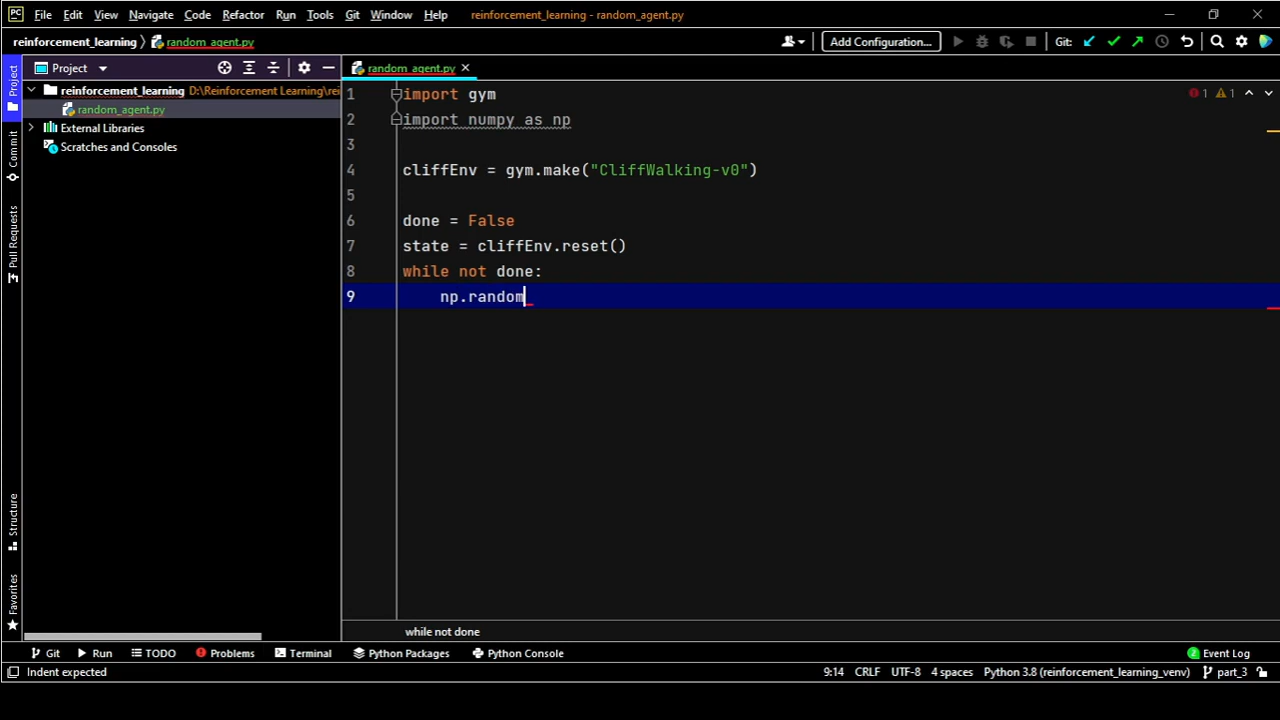 PC File Edit View Navigate Code Refactor Run Tools Git Window Help reinforcement_learning - random_agent.py
reinforcement_learning random_agent.py Add Configuration... Git:
Project random_agent.py
reinforcement_learning D:\Reinforcement Learning\rei
random_agent.py
External Libraries
Scratches and Consoles
Project
Commit
Pull Requests
Structure
Favorites
1 import gym
2 import numpy as np
3
4 cliffEnv = gym.make("CliffWalking-v0")
5
6 done = False
7 state = cliffEnv.reset()
8 while not done:
9 np.random
1 1
while not done
Git Run TODO Problems Terminal Python Packages Python Console 2 Event Log
Indent expected 9:14 CRLF UTF-8 4 spaces Python 3.8 (reinforcement_learning_venv) part_3